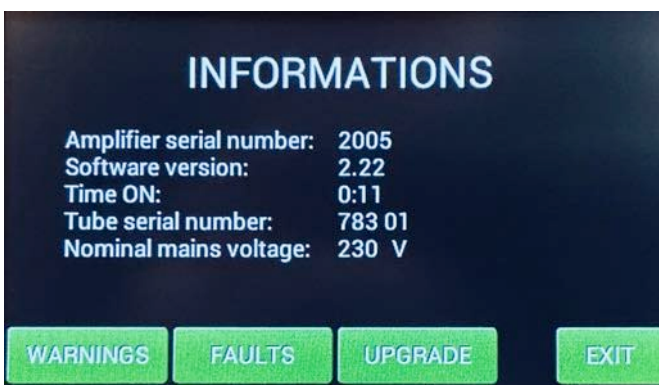 INFORMATIONS
Amplifier serial number: 2005
Software version: 2.22
Time ON: 0:11
Tube serial number: 783 01
Nominal mains voltage: 230 V
WARNINGS FAULTS UPGRADE EXIT